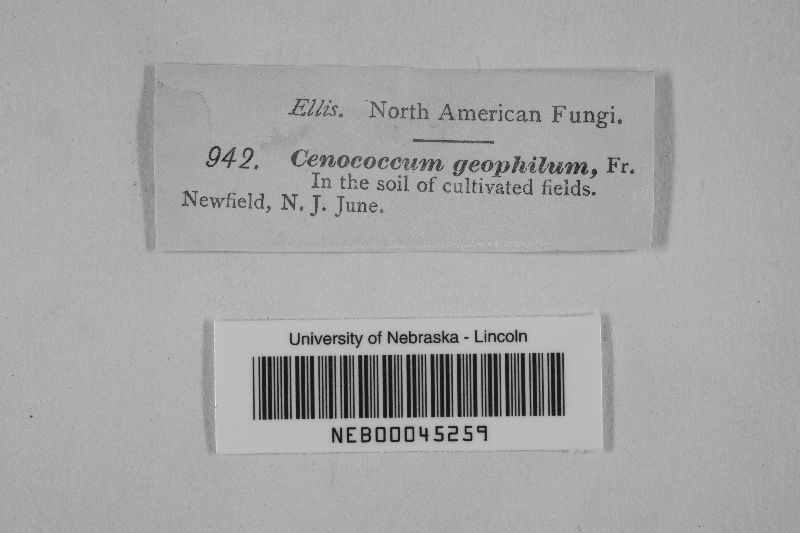 Ellis. North American Fungi.
942. Cenococcum geophilum, Fr.
In the soil of cultivated fields.
Newfield, N. J. June.
University of Nebraska - Lincoln
NEB00045259